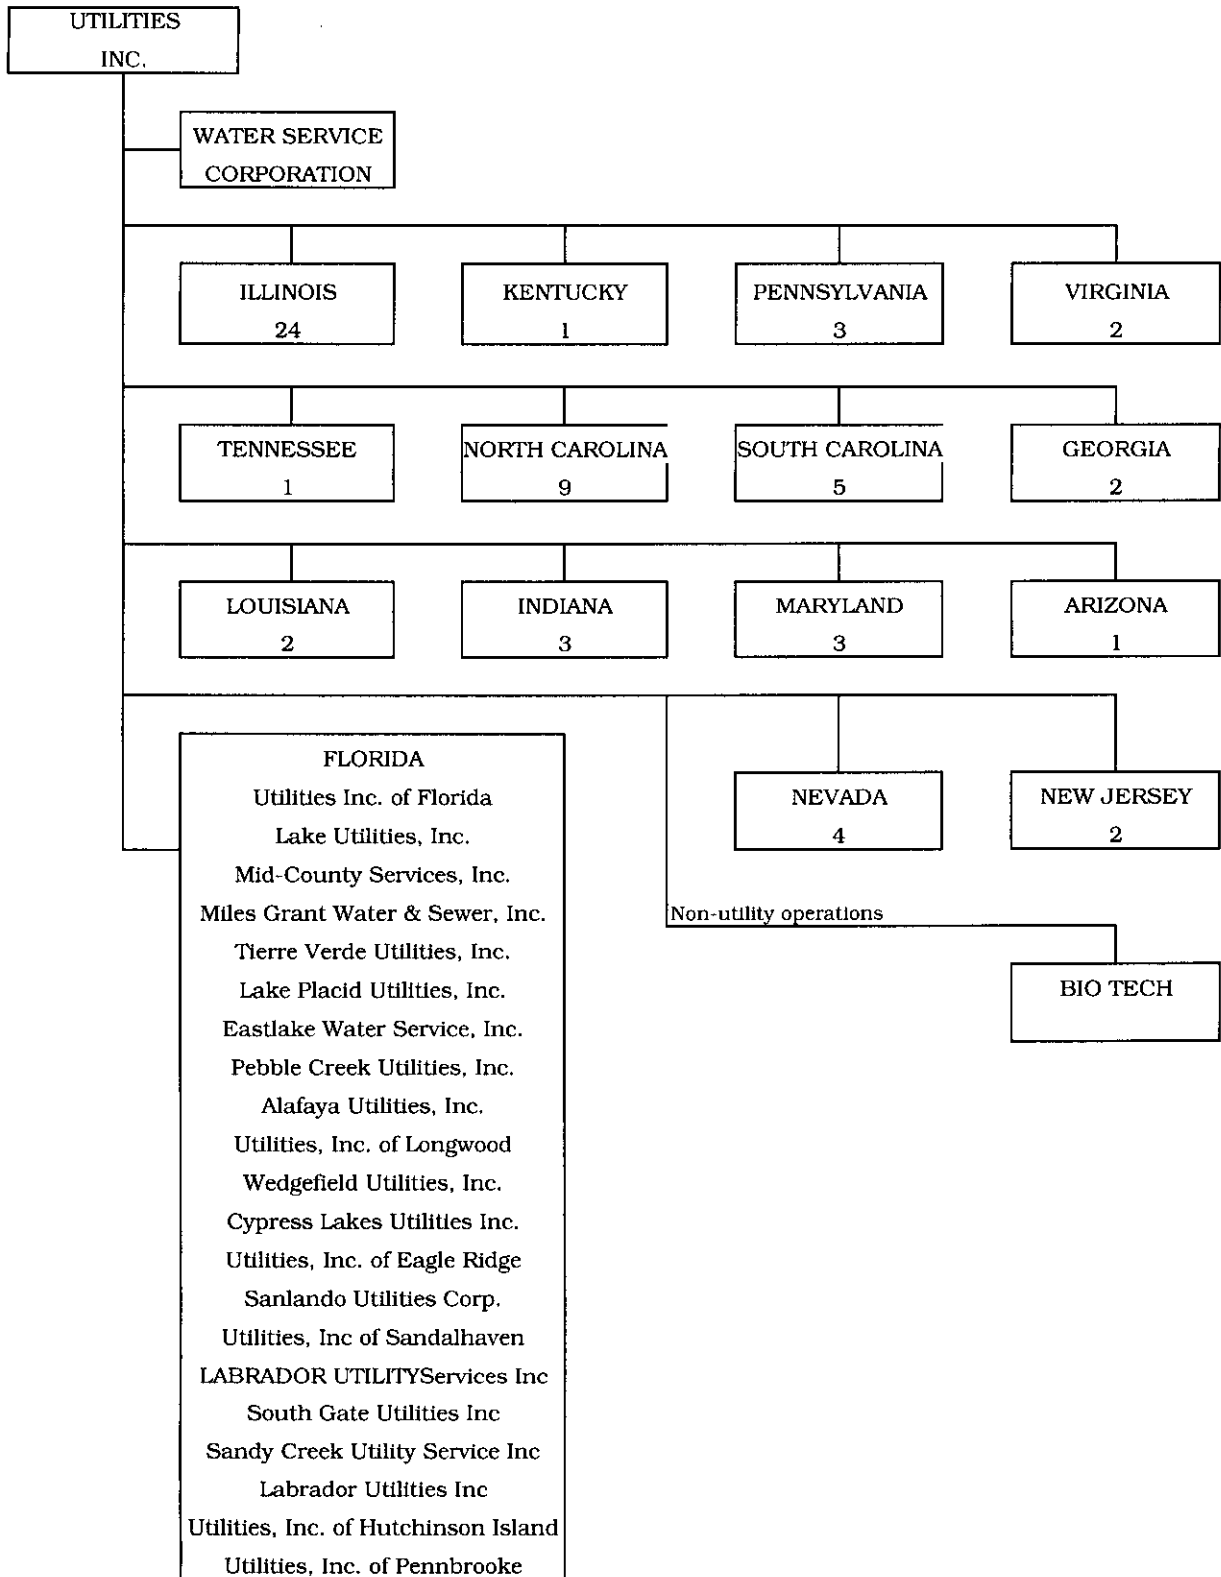 UTILITIES
INC.
WATER SERVICE
CORPORATION
ILLINOIS
24
KENTUCKY
1
PENNSYLVANIA
3
VIRGINIA
2
TENNESSEE
1
NORTH CAROLINA
9
SOUTH CAROLINA
5
GEORGIA
2
LOUISIANA
2
INDIANA
3
MARYLAND
3
ARIZONA
1
FLORIDA
Utilities Inc. of Florida
Lake Utilities, Inc.
Mid-County Services, Inc.
Miles Grant Water & Sewer, Inc.
Tierre Verde Utilities, Inc.
Lake Placid Utilities, Inc.
Eastlake Water Service, Inc.
Pebble Creek Utilities, Inc.
Alafaya Utilities, Inc.
Utilities, Inc. of Longwood
Wedgefield Utilities, Inc.
Cypress Lakes Utilities Inc.
Utilities, Inc. of Eagle Ridge
Sanlando Utilities Corp.
Utilities, Inc of Sandalhaven
LABRADOR UTILITYServices Inc
South Gate Utilities Inc
Sandy Creek Utility Service Inc
Labrador Utilities Inc
Utilities, Inc. of Hutchinson Island
Utilities, Inc. of Pennbrooke
NEVADA
4
NEW JERSEY
2
Non-utility operations
BIO TECH